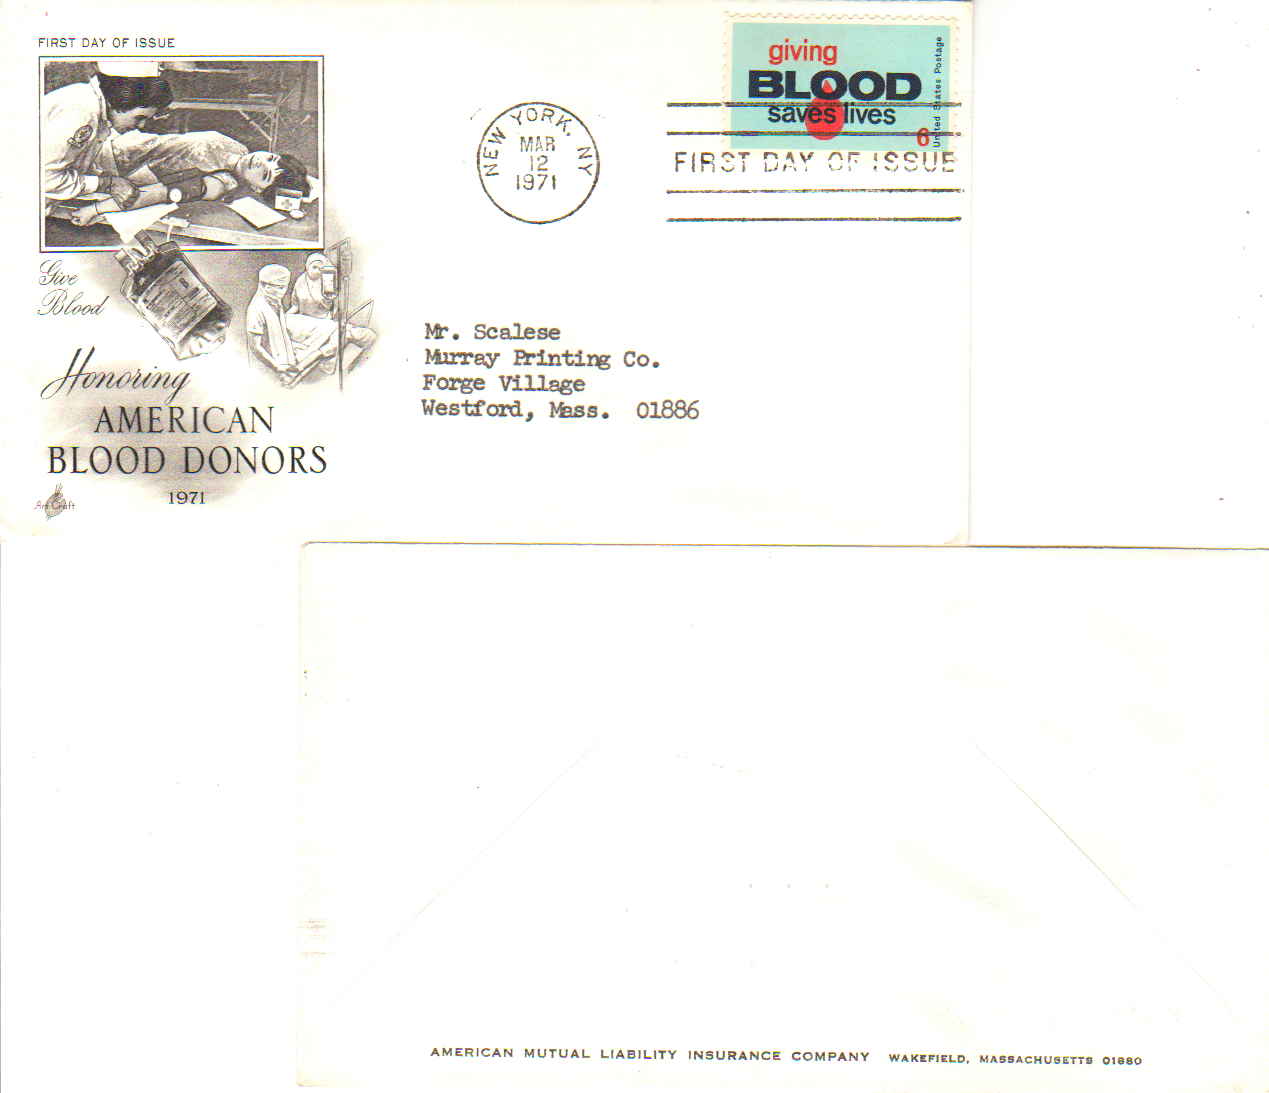 FIRST DAY OF ISSUE
Give
Blood
Honoring
AMERICAN
BLOOD DONORS
1971
Art Craft
NEW YORK, NY
MAR
12
1971
giving
BLOOD
saves lives
6
United States Postage
FIRST DAY OF ISSUE
Mr. Scalese
Murray Printing Co.
Forge Village
Westford, Mass. 01886
AMERICAN MUTUAL LIABILITY INSURANCE COMPANY WAKEFIELD, MASSACHUSETTS 01880